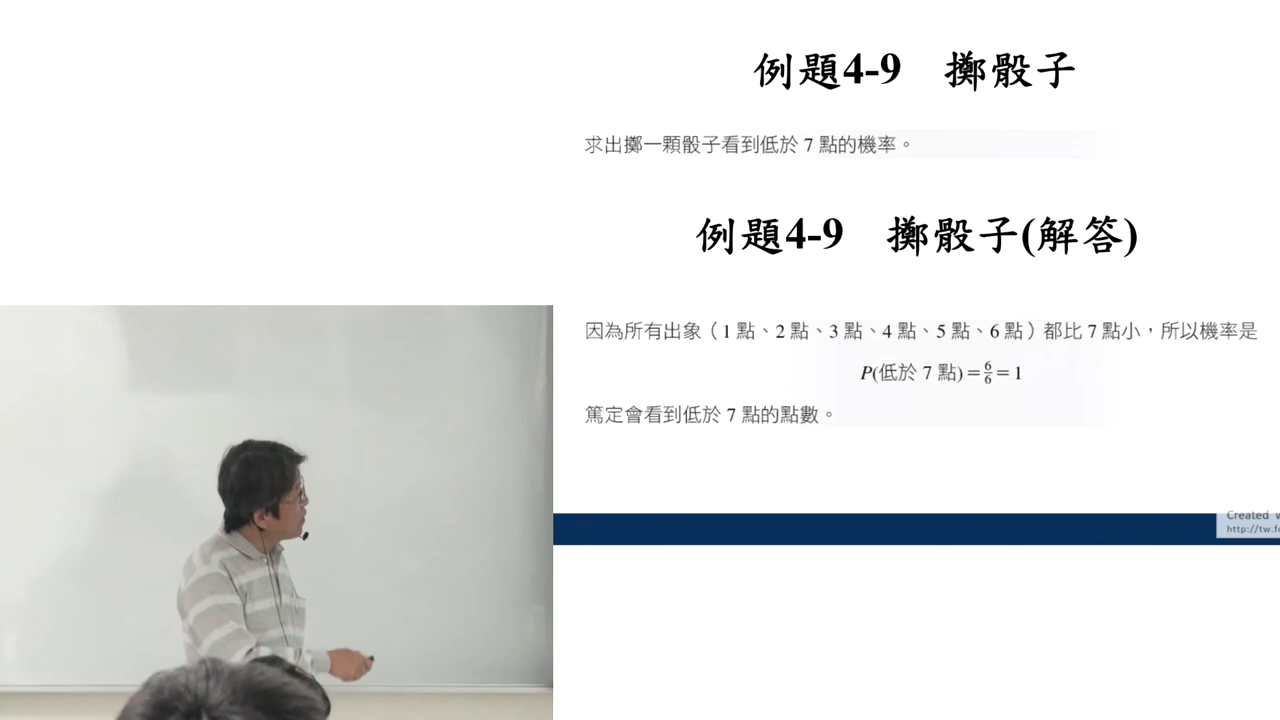 例題4-9 擲骰子
求出擲一顆骰子看到低於 7 點的機率。
例題4-9 擲骰子(解答)
因為所有出象（1 點、2 點、3 點、4 點、5 點、6 點）都比 7 點小，所以機率是
P(低於 7 點)＝6/6＝1
篤定會看到低於 7 點的點數。
Created
http://tw.fo